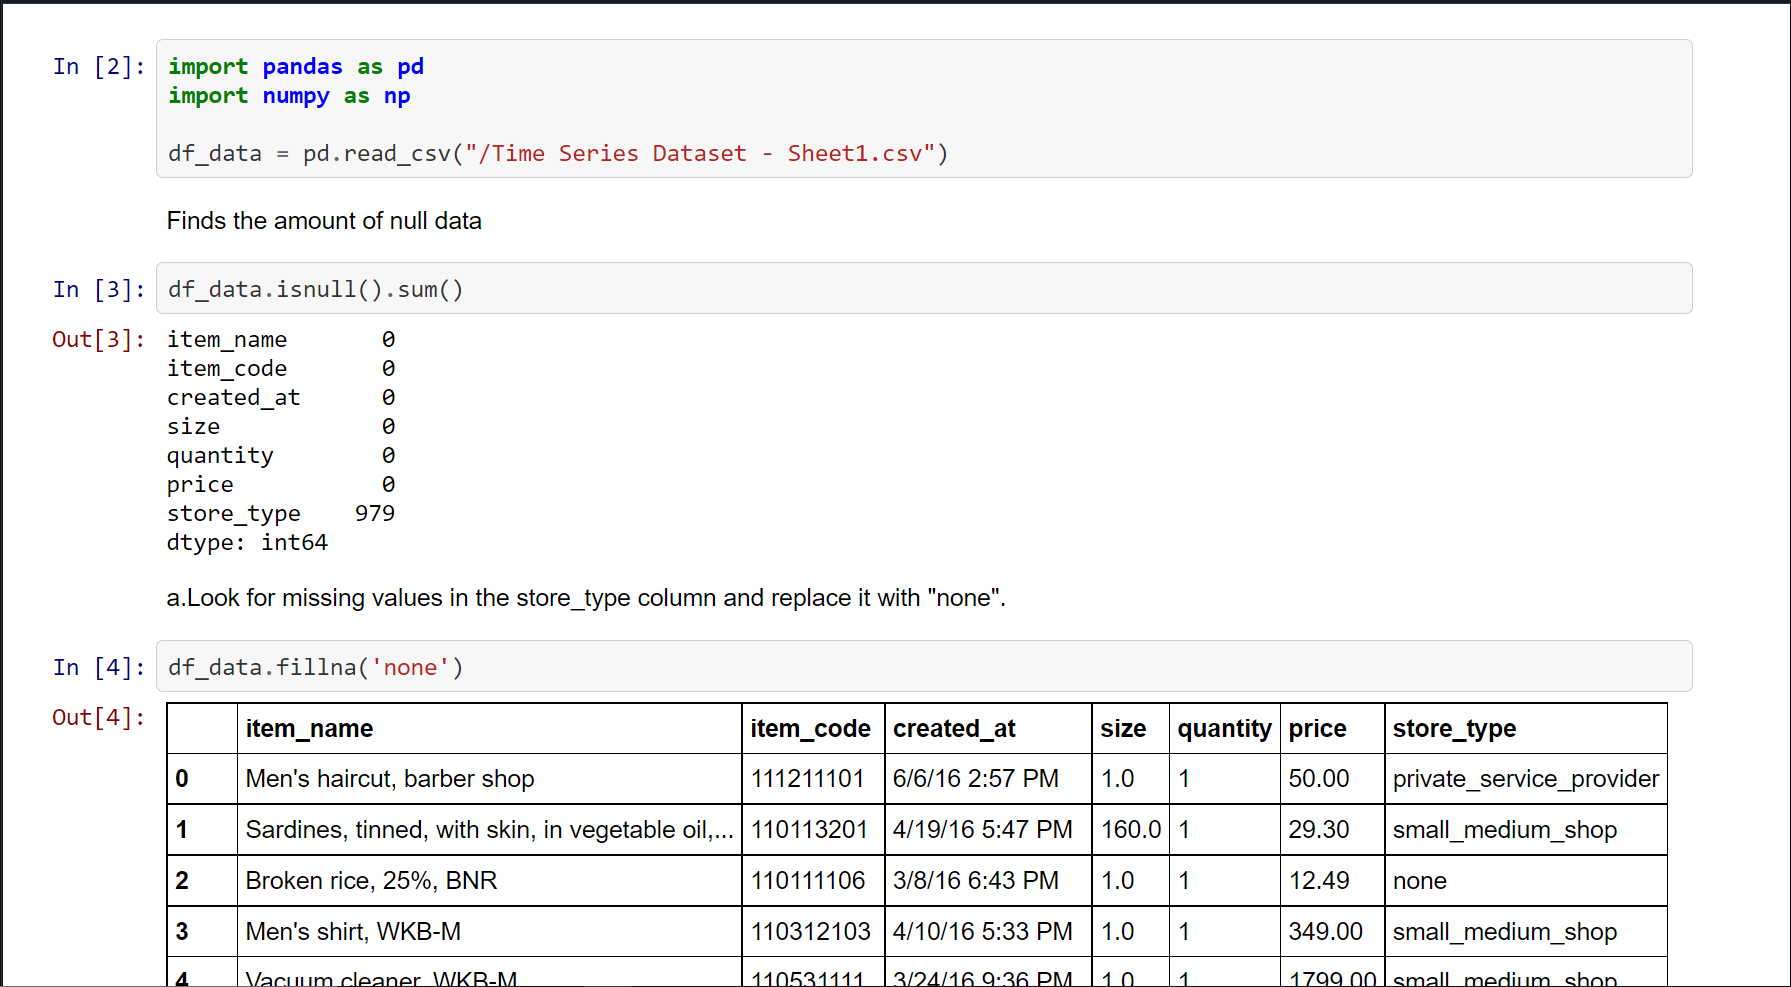 In [2]: import pandas as pd
import numpy as np
df_data = pd.read_csv("/Time Series Dataset - Sheet1.csv")
Finds the amount of null data
In [3]: df_data.isnull().sum()
Out[3]: item_name 0
item_code 0
created_at 0
size 0
quantity 0
price 0
store_type 979
dtype: int64
a.Look for missing values in the store_type column and replace it with "none".
In [4]: df_data.fillna('none')
Out[4]: item_name item_code created_at size quantity price store_type
0 Men's haircut, barber shop 111211101 6/6/16 2:57 PM 1.0 1 50.00 private_service_provider
1 Sardines, tinned, with skin, in vegetable oil,... 110113201 4/19/16 5:47 PM 160.0 1 29.30 small_medium_shop
2 Broken rice, 25%, BNR 110111106 3/8/16 6:43 PM 1.0 1 12.49 none
3 Men's shirt, WKB-M 110312103 4/10/16 5:33 PM 1.0 1 349.00 small_medium_shop
4 Vacuum cleaner, WKB-M 110531111 3/24/16 9:36 PM 1.0 1 1799.00 small_medium_shop